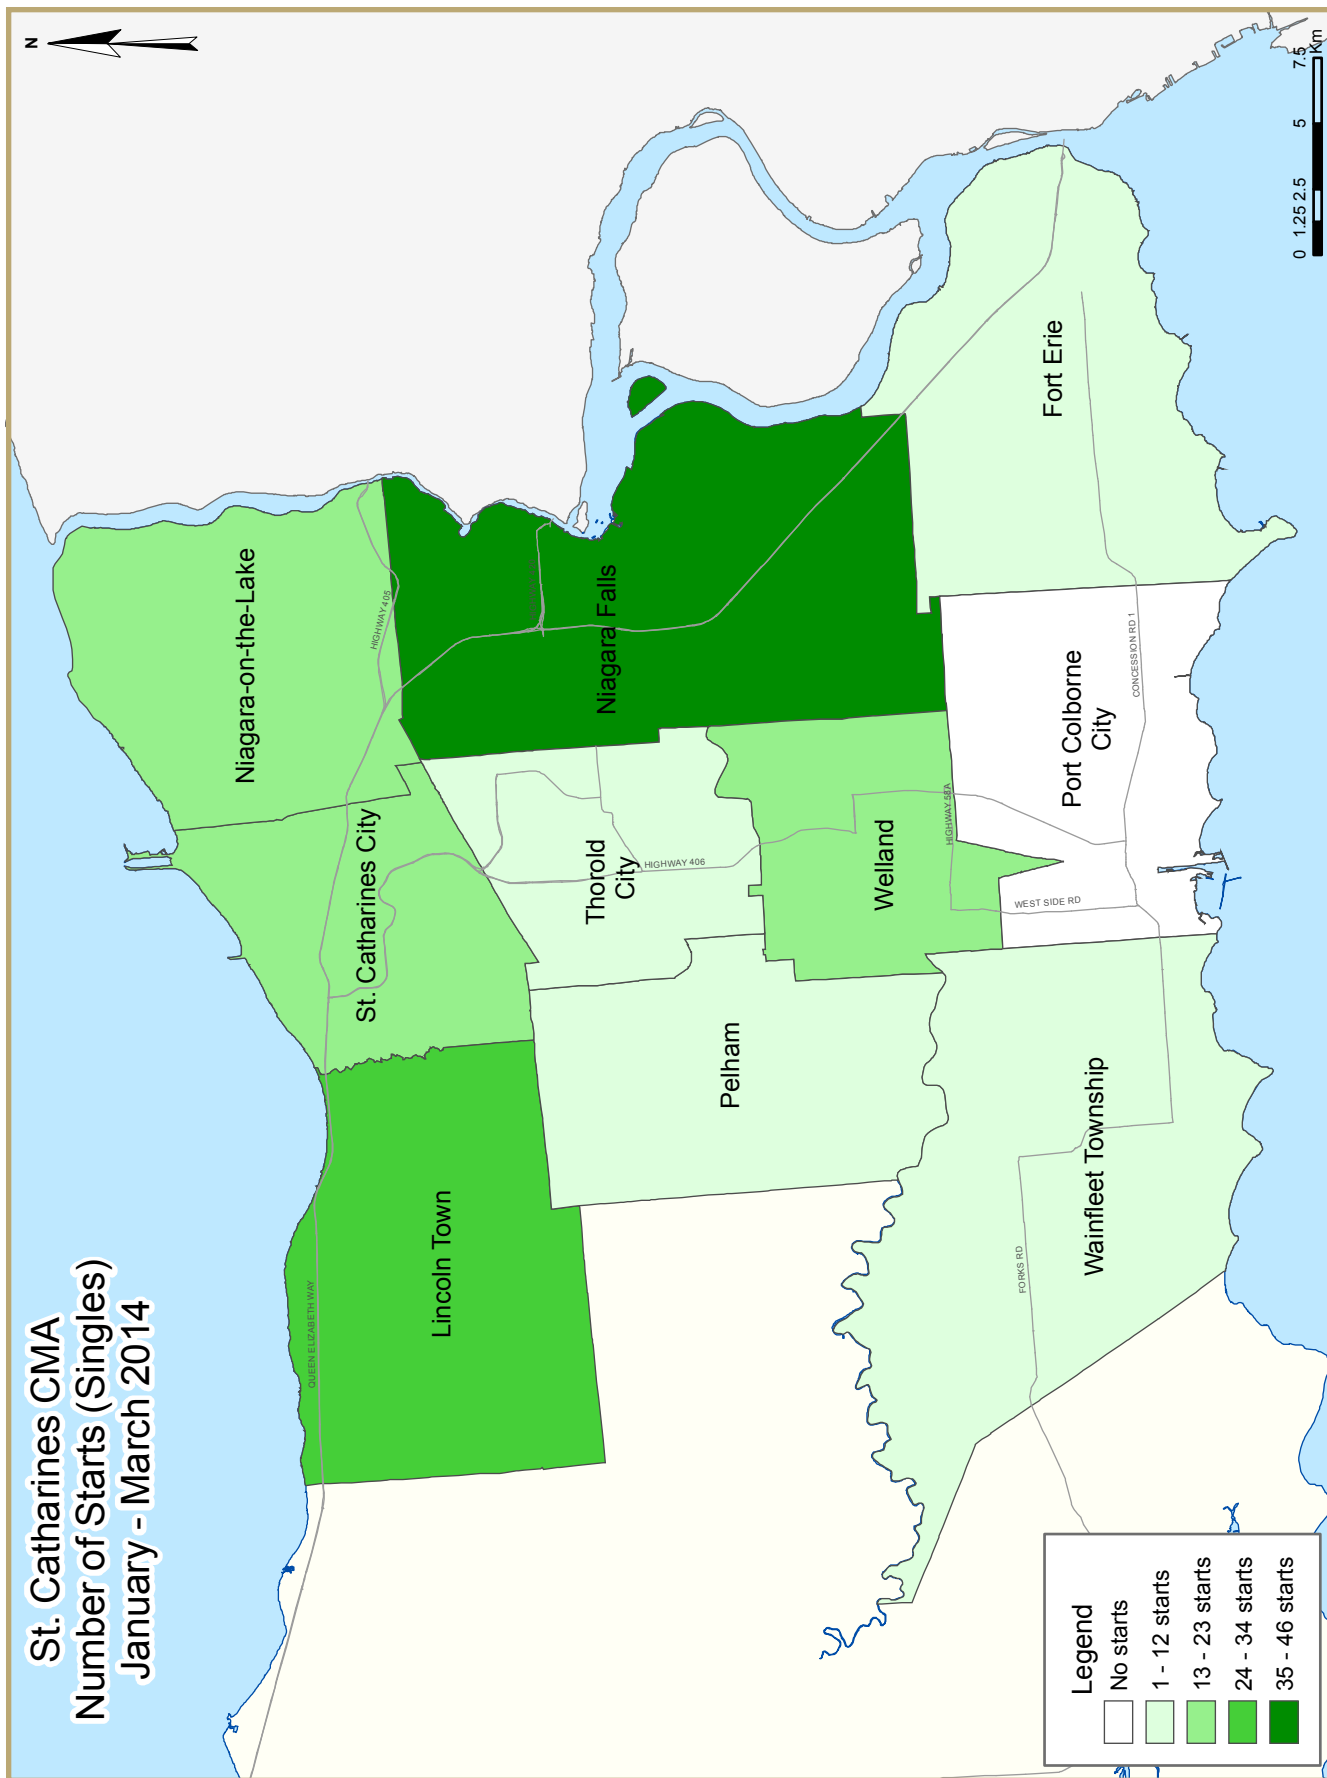 St. Catharines CMA
Number of Starts (Singles)
January - March 2014
N
Niagara-on-the-Lake
HIGHWAY 405
St. Catharines City
QUEEN ELIZABETH WAY
Lincoln Town
Niagara Falls
Thorold
City
HIGHWAY 406
Pelham
Welland
HIGHWAY 58A
WEST SIDE RD
Port Colborne
City
CONCESSION RD 1
Fort Erie
Wainfleet Township
FORKS RD
Legend
No starts
1 - 12 starts
13 - 23 starts
24 - 34 starts
35 - 46 starts
0 1.25 2.5 5 7.5
Km